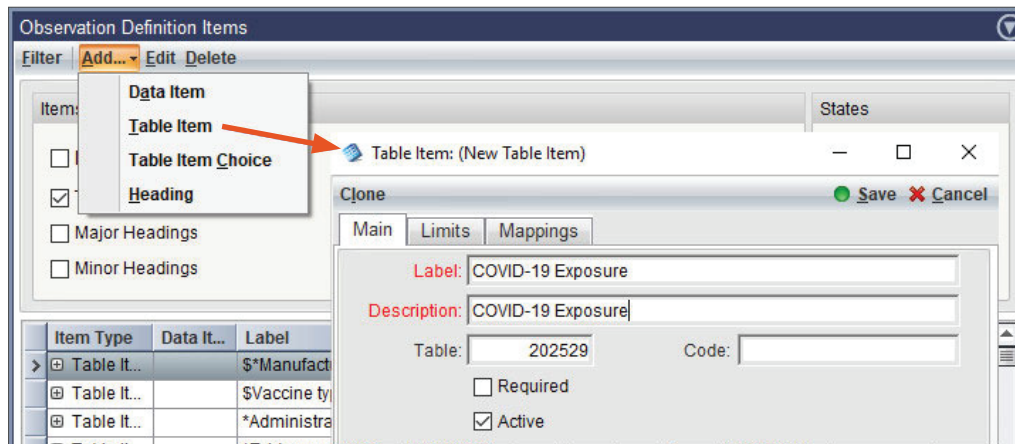 Observation Definition Items
Filter Add... Edit Delete
Data Item
Table Item
Table Item Choice
Heading
States
Major Headings
Minor Headings
Table Item: (New Table Item)
Clone Save Cancel
Main Limits Mappings
Label: COVID-19 Exposure
Description: COVID-19 Exposure
Table: 202529 Code:
Required
Active
Item Type Data It... Label
Table It... $*Manufact
Table It... $Vaccine ty
Table It... *Administra